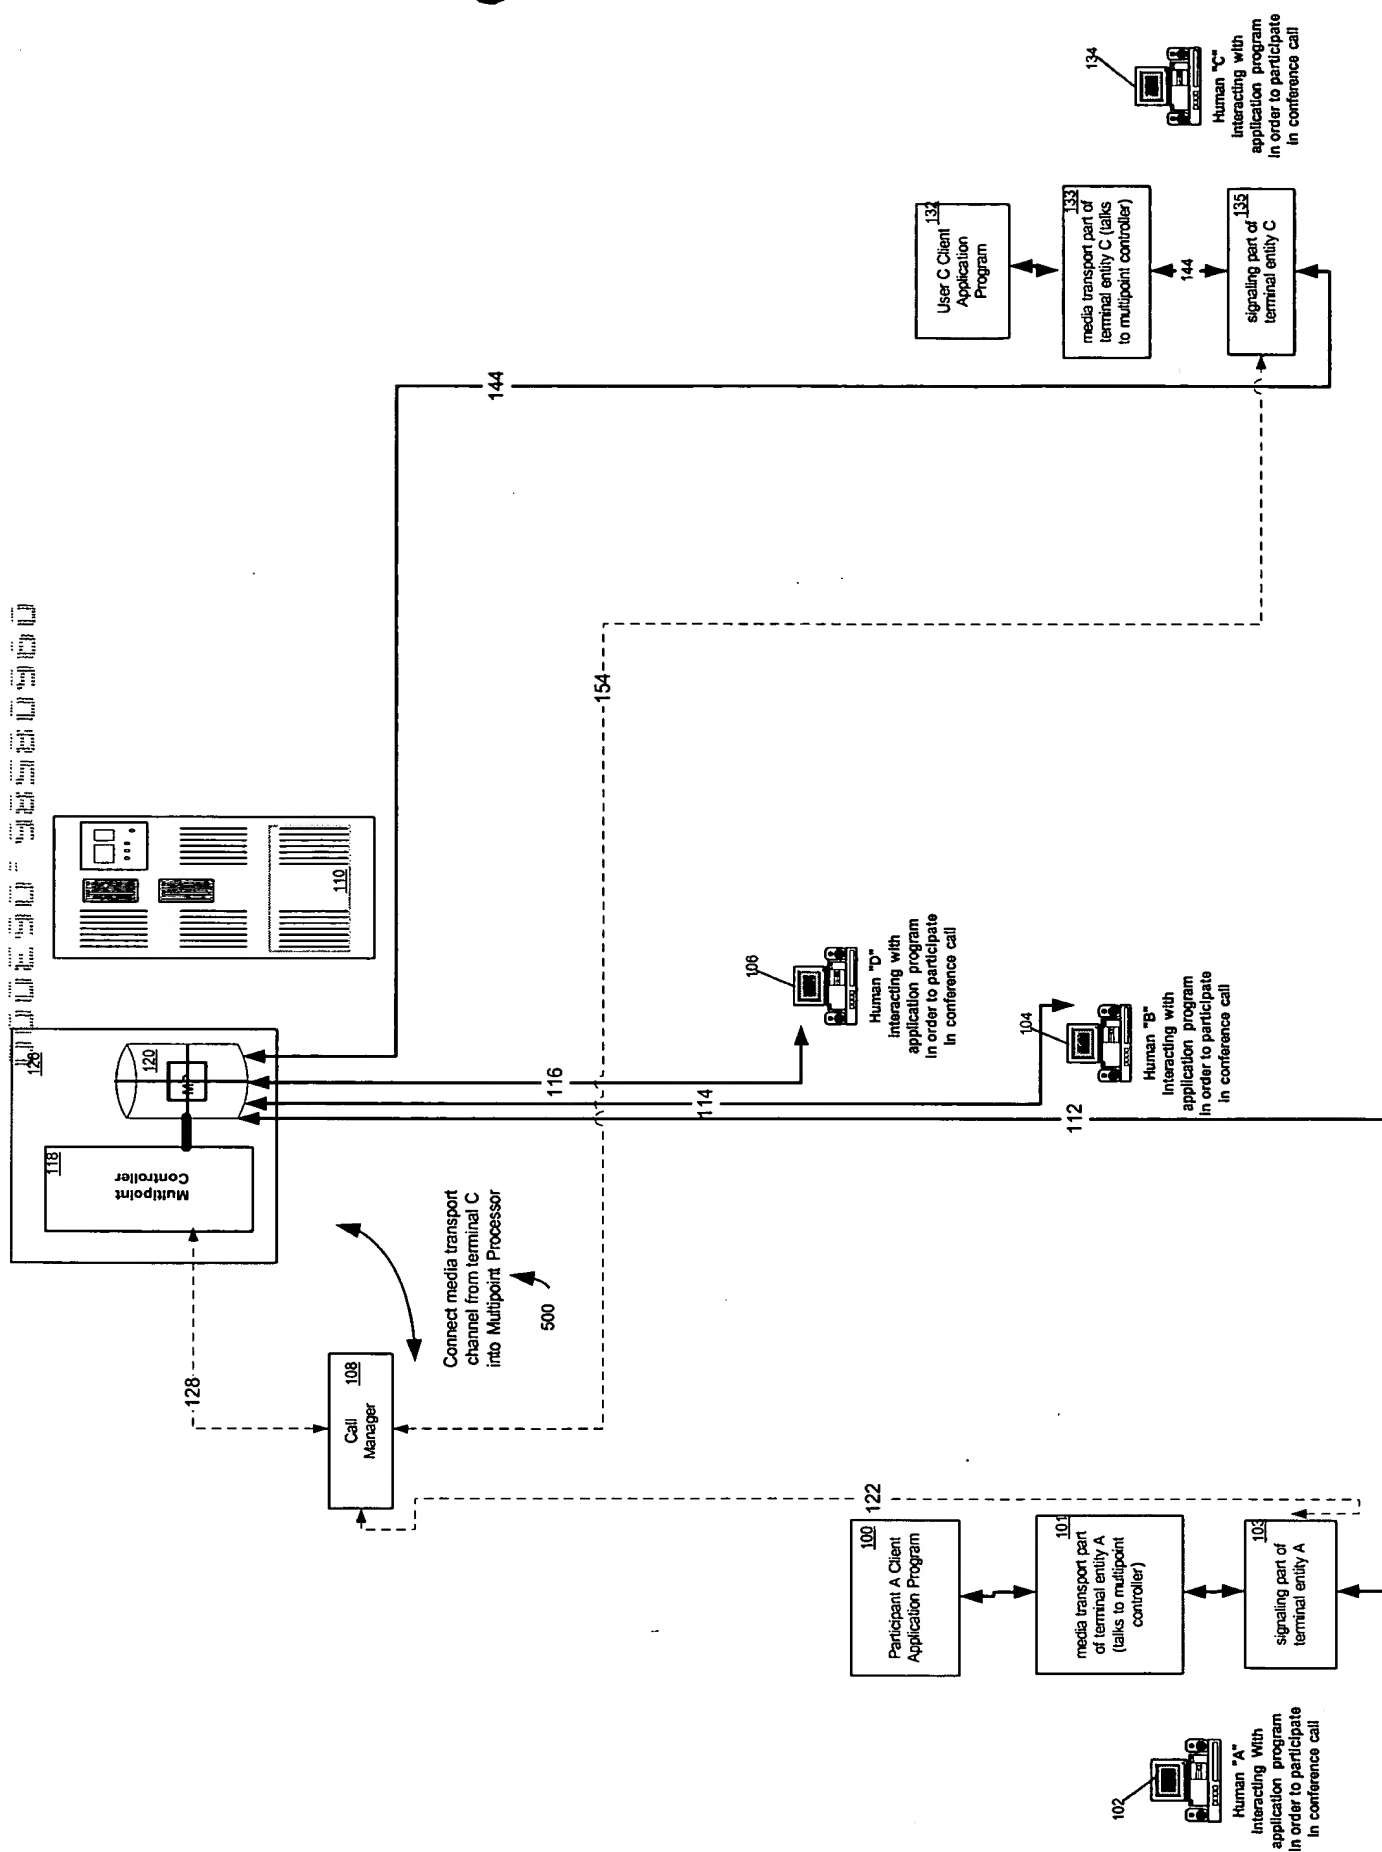 134
Human "C"
Interacting with
application program
In order to participate
In conference call
132
User C Client
Application
Program
133
media transport part of
terminal entity C (talks
to multipoint controller)
144
135
signaling part of
terminal entity C
144
154
110
126
120
MP
118
Multipoint
Controller
116
114
112
106
Human "D"
Interacting with
application program
In order to participate
In conference call
104
Human "B"
Interacting with
application program
In order to participate
In conference call
128
Connect media transport
channel from terminal C
into Multipoint Processor
500
108
Call
Manager
122
100
Participant A Client
Application Program
101
media transport part
of terminal entity A
(talks to multipoint
controller)
103
signaling part of
terminal entity A
102
Human "A"
Interacting With
application program
In order to participate
In conference call